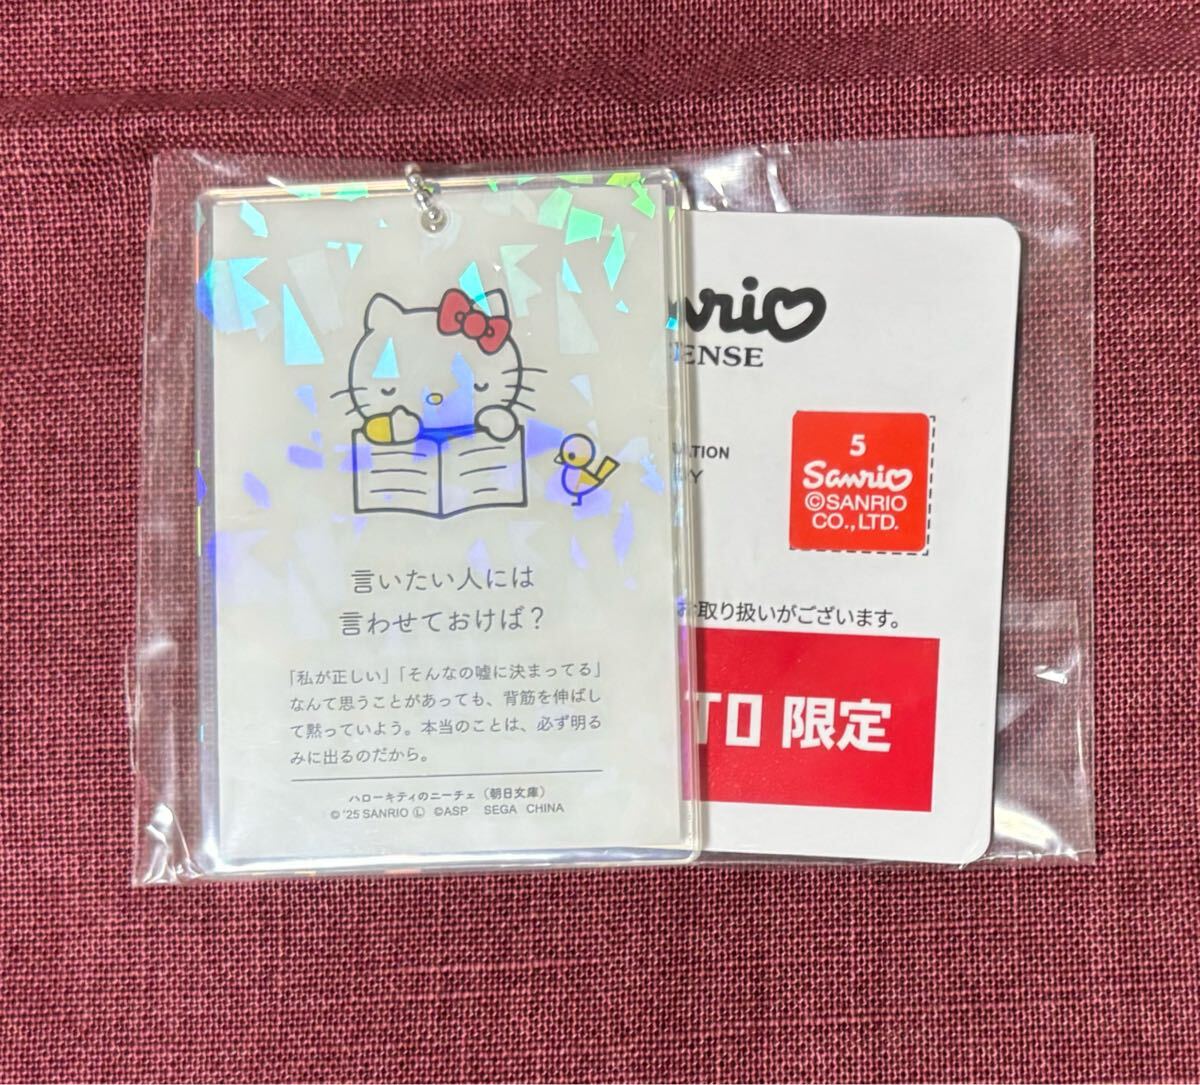 言いたい人には
言わせておけば？
「私が正しい」「そんなの嘘に決まってる」
なんて思うことがあっても、背筋を伸ばし
て黙っていよう。本当のことは、必ず明る
みに出るのだから。
ハローキティのニーチェ（朝日文庫）
© '25 SANRIO Ⓛ ©ASP SEGA CHINA
5
Sanrio
©SANRIO
CO.,LTD.
お取り扱いがございます。
限定